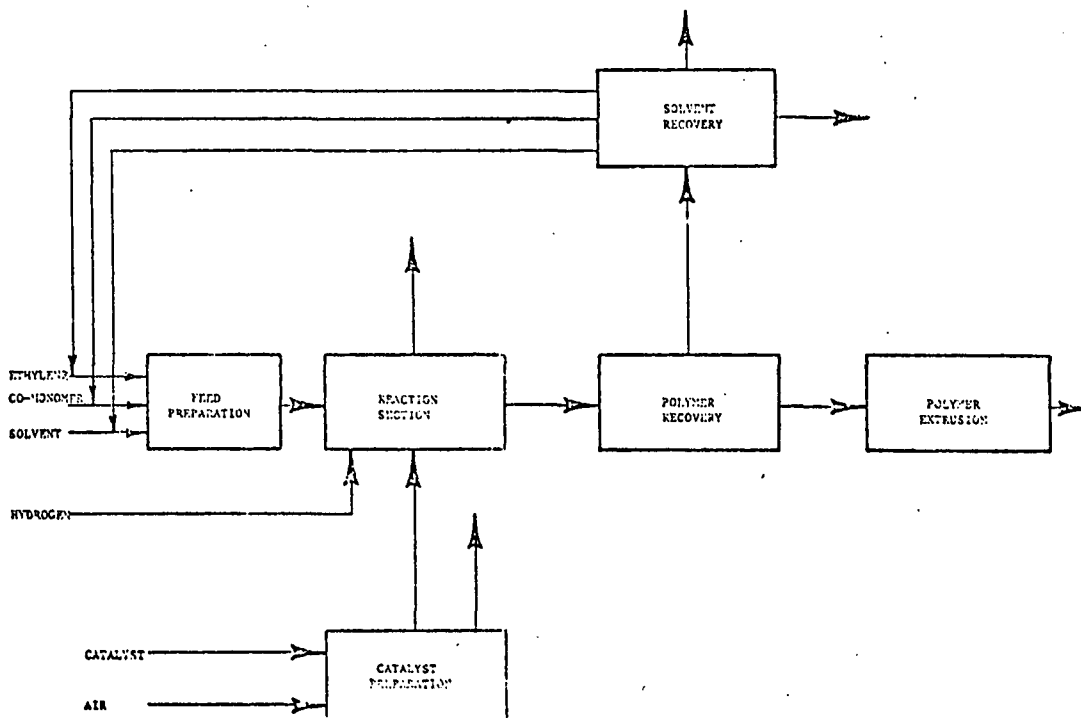 SOLVENT
RECOVERY
ETHYLENE
CO-MONOMER
SOLVENT
FEED
PREPARATION
REACTION
SECTION
POLYMER
RECOVERY
POLYMER
EXTRUSION
HYDROGEN
CATALYST
AIR
CATALYST
PREPARATION